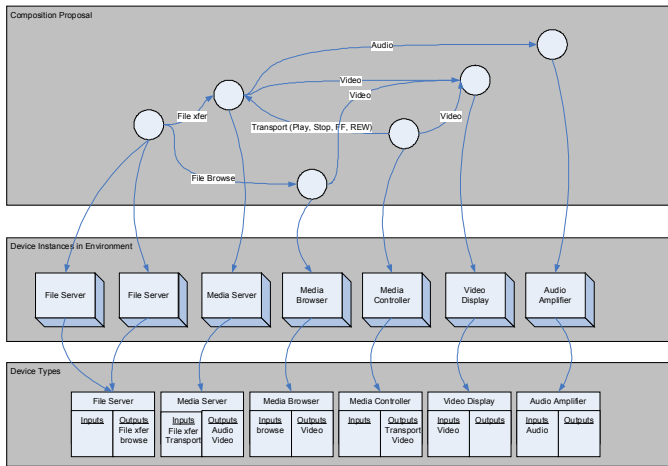 Composition Proposal
Audio
Video
Video
File xfer
Transport (Play, Stop, FF, REW)
Video
File Browse
Device Instances in Environment
File Server
File Server
Media Server
Media
Browser
Media
Controller
Video
Display
Audio
Amplifier
Device Types
File Server
Inputs
Outputs
File xfer
browse
Media Server
Inputs
File xfer
Transport
Outputs
Audio
Video
Media Browser
Inputs
browse
Outputs
Video
Media Controller
Inputs
Outputs
Transport
Video
Video Display
Inputs
Video
Outputs
Audio Amplifier
Inputs
Audio
Outputs